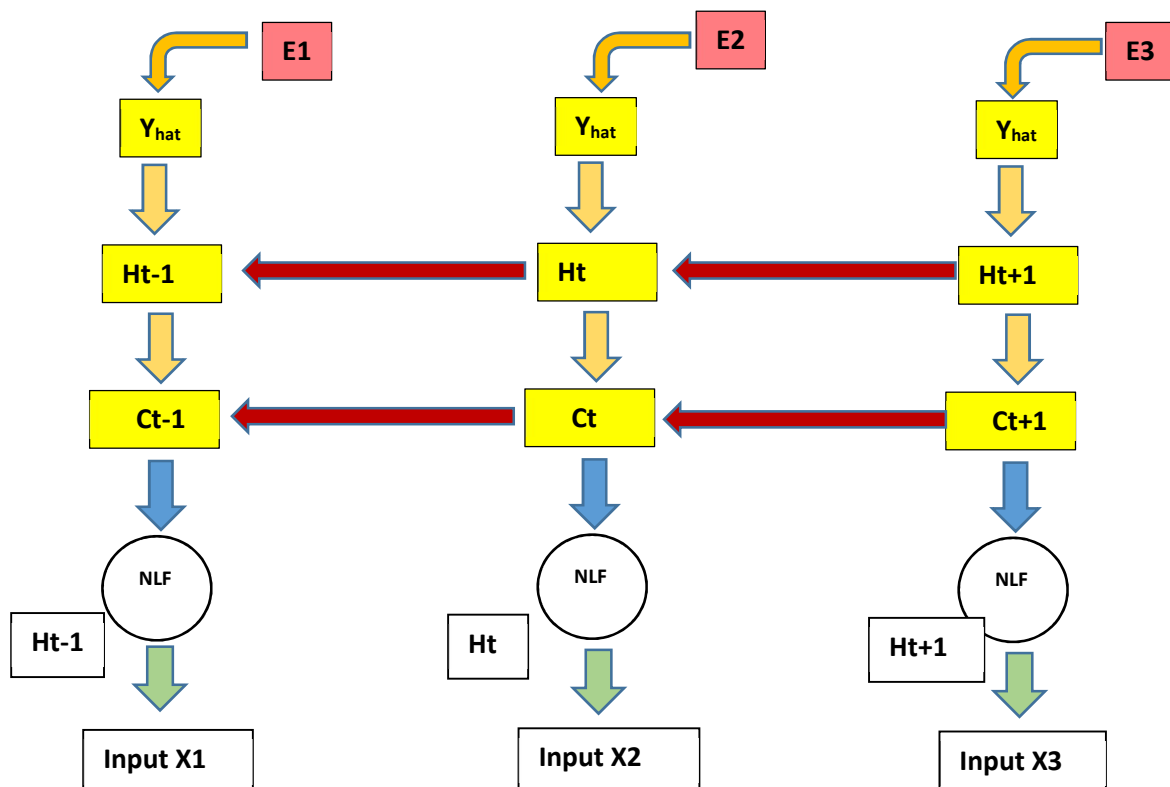 E1
E2
E3
Yhat
Yhat
Yhat
Ht-1
Ht
Ht+1
Ct-1
Ct
Ct+1
NLF
NLF
NLF
Ht-1
Ht
Ht+1
Input X1
Input X2
Input X3